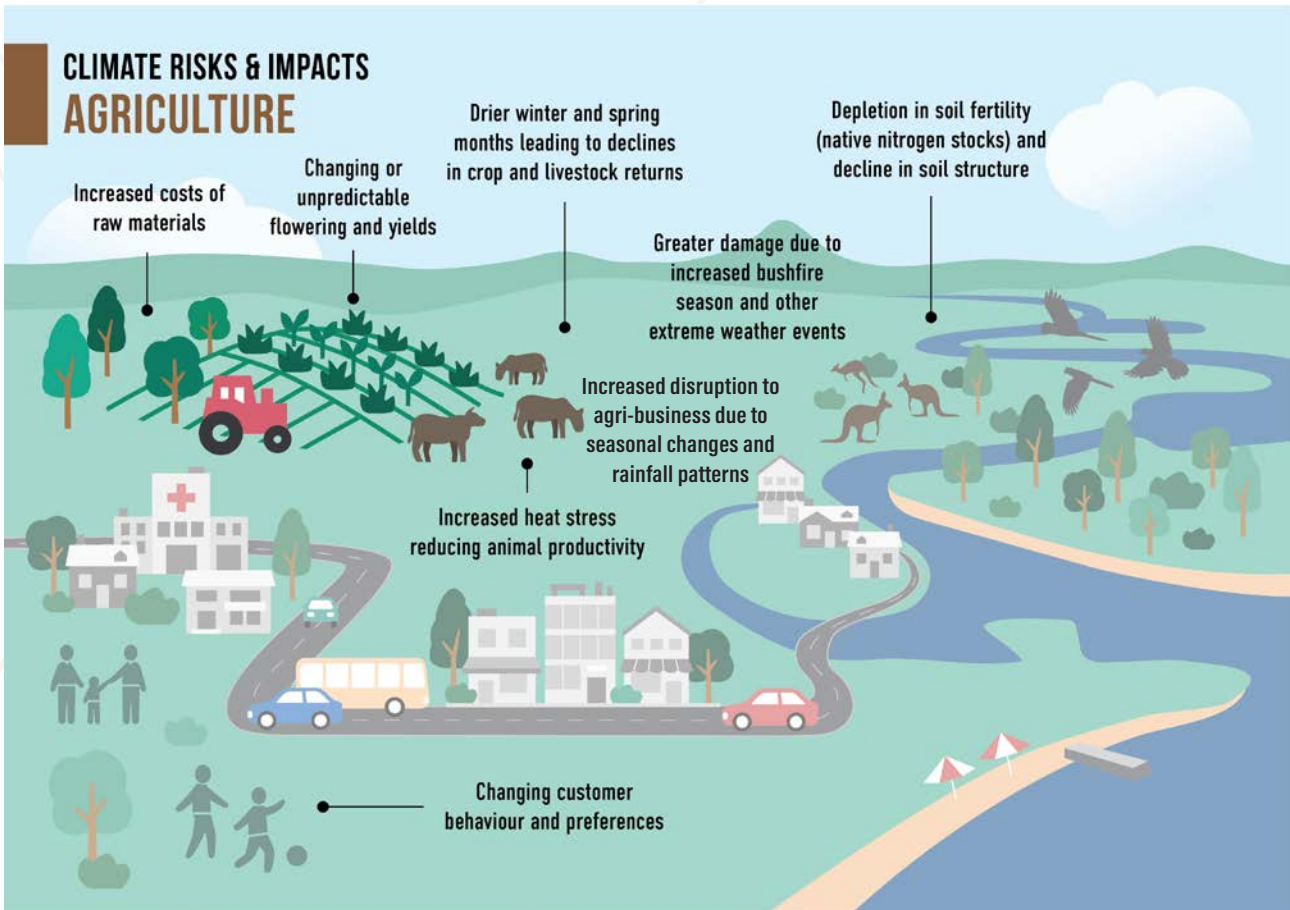 CLIMATE RISKS & IMPACTS
AGRICULTURE
Increased costs of
raw materials
Changing or
unpredictable
flowering and yields
Drier winter and spring
months leading to declines
in crop and livestock returns
Depletion in soil fertility
(native nitrogen stocks) and
decline in soil structure
Greater damage due to
increased bushfire
season and other
extreme weather events
Increased disruption to
agri-business due to
seasonal changes and
rainfall patterns
Increased heat stress
reducing animal productivity
Changing customer
behaviour and preferences